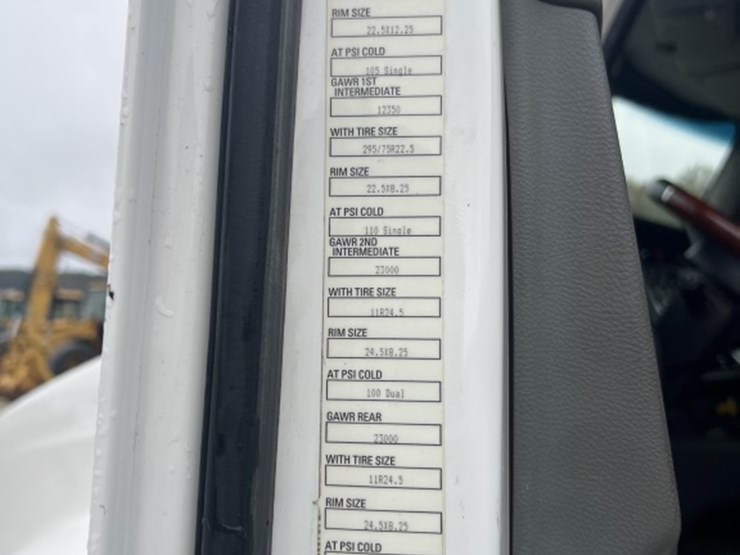 RIM SIZE
22.5X12.25
AT PSI COLD
105 Single
GAWR 1ST
INTERMEDIATE
12350
WITH TIRE SIZE
295/75R22.5
RIM SIZE
22.5X8.25
AT PSI COLD
110 Single
GAWR 2ND
INTERMEDIATE
23000
WITH TIRE SIZE
11R24.5
RIM SIZE
24.5X8.25
AT PSI COLD
100 Dual
GAWR REAR
23000
WITH TIRE SIZE
11R24.5
RIM SIZE
24.5X8.25
AT PSI COLD